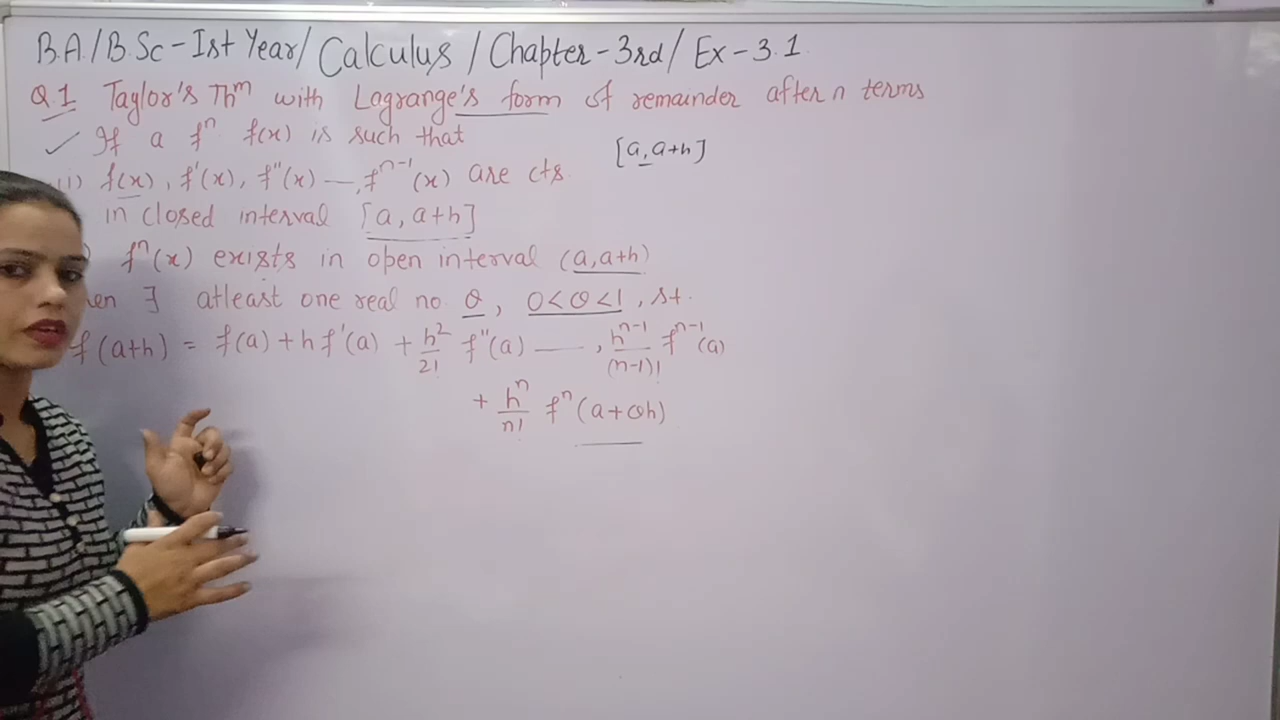 B.A./B.Sc-Ist Year/Calculus/Chapter-3rd/Ex-3.1
Q.1 Taylor's Thm with Lagrange's form of remainder after n terms
✓ If a fⁿ f(x) is such that
[a, a+h]
i) f(x), f'(x), f''(x) —, fⁿ⁻¹(x) are cts.
in closed interval [a, a+h]
) fⁿ(x) exists in open interval (a, a+h)
en ∃ atleast one real no θ, 0<θ<1, s.t.
f(a+h) = f(a) + h f'(a) + h²/2! f''(a) ——, hⁿ⁻¹/(n-1)! fⁿ⁻¹(a)
+ hⁿ/n! fⁿ(a+θh)